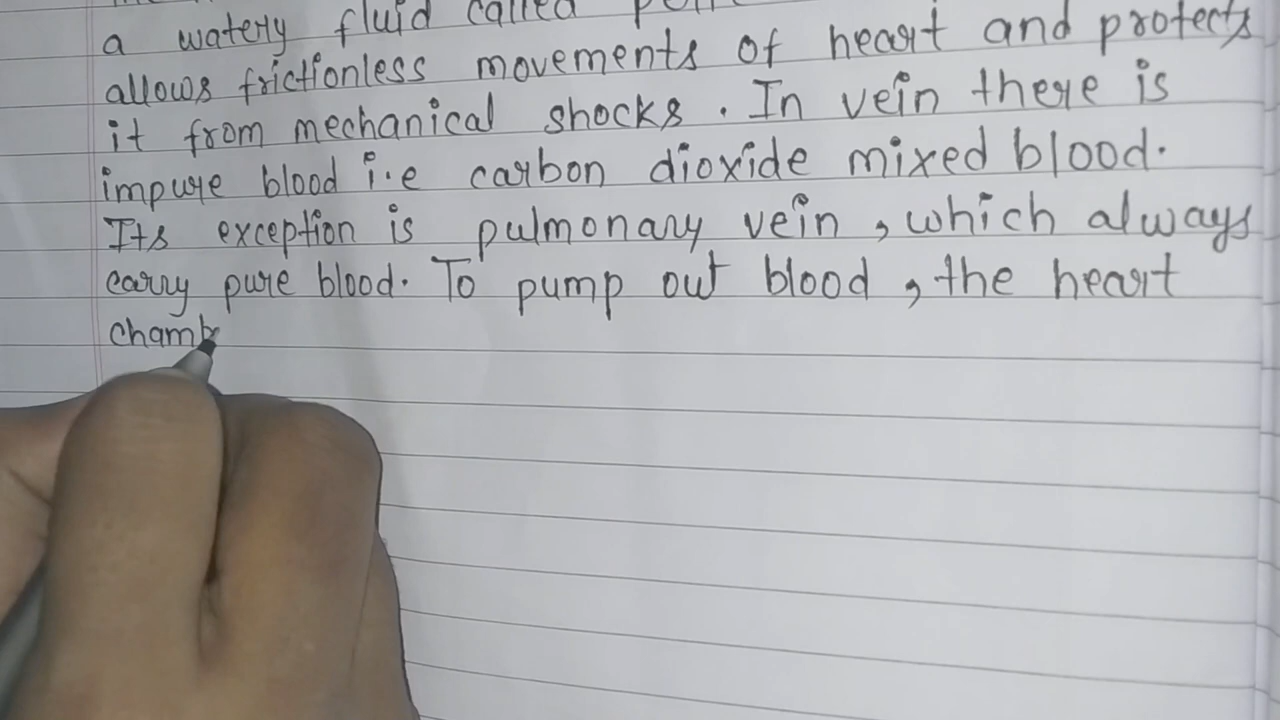 a watery fluid called
allows frictionless movements of heart and protects
it from mechanical shocks. In vein there is
impure blood i.e carbon dioxide mixed blood.
Its exception is pulmonary vein, which always
carry pure blood. To pump out blood, the heart
chamb